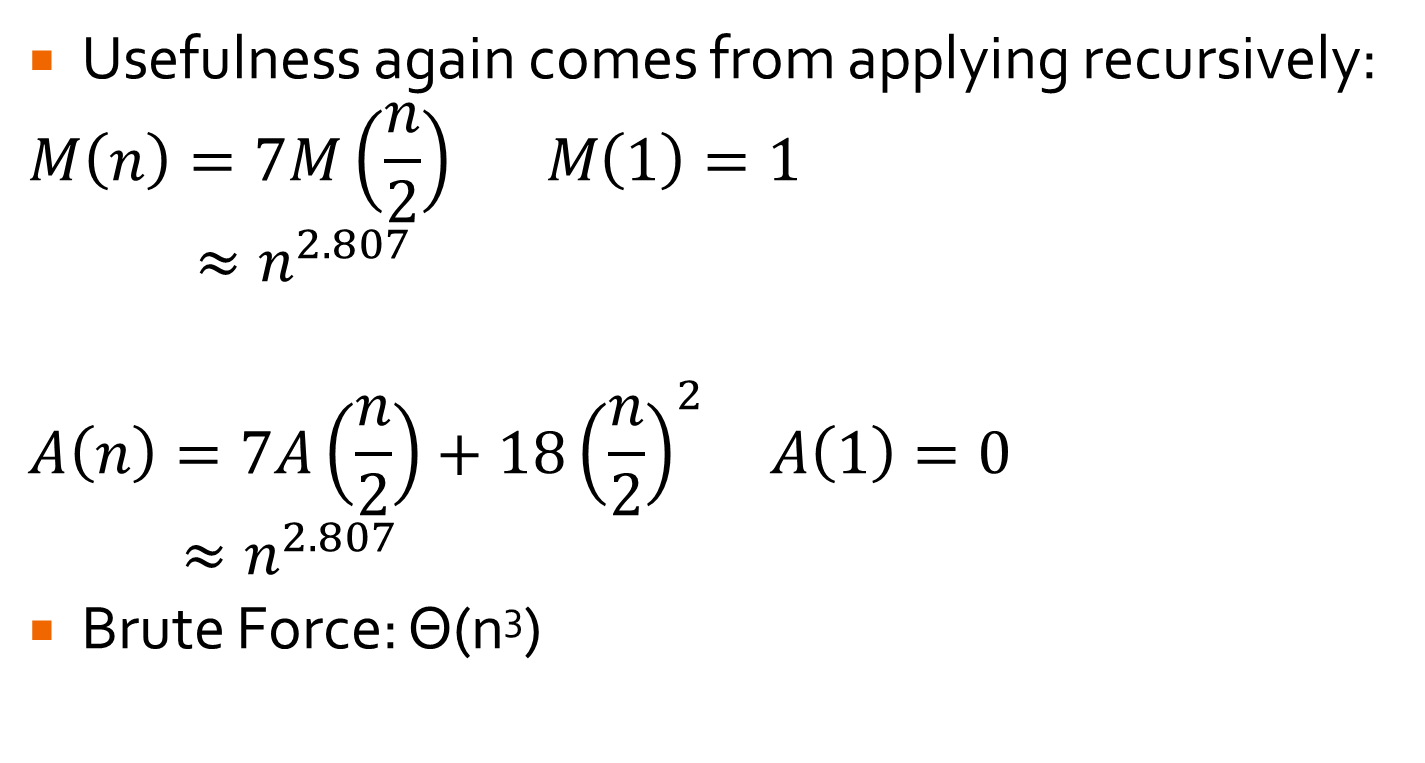 ▪ Usefulness again comes from applying recursively:
M(n) = 7M(n/2)    M(1) = 1
≈ n^2.807
A(n) = 7A(n/2) + 18(n/2)^2    A(1) = 0
≈ n^2.807
▪ Brute Force: Θ(n^3)